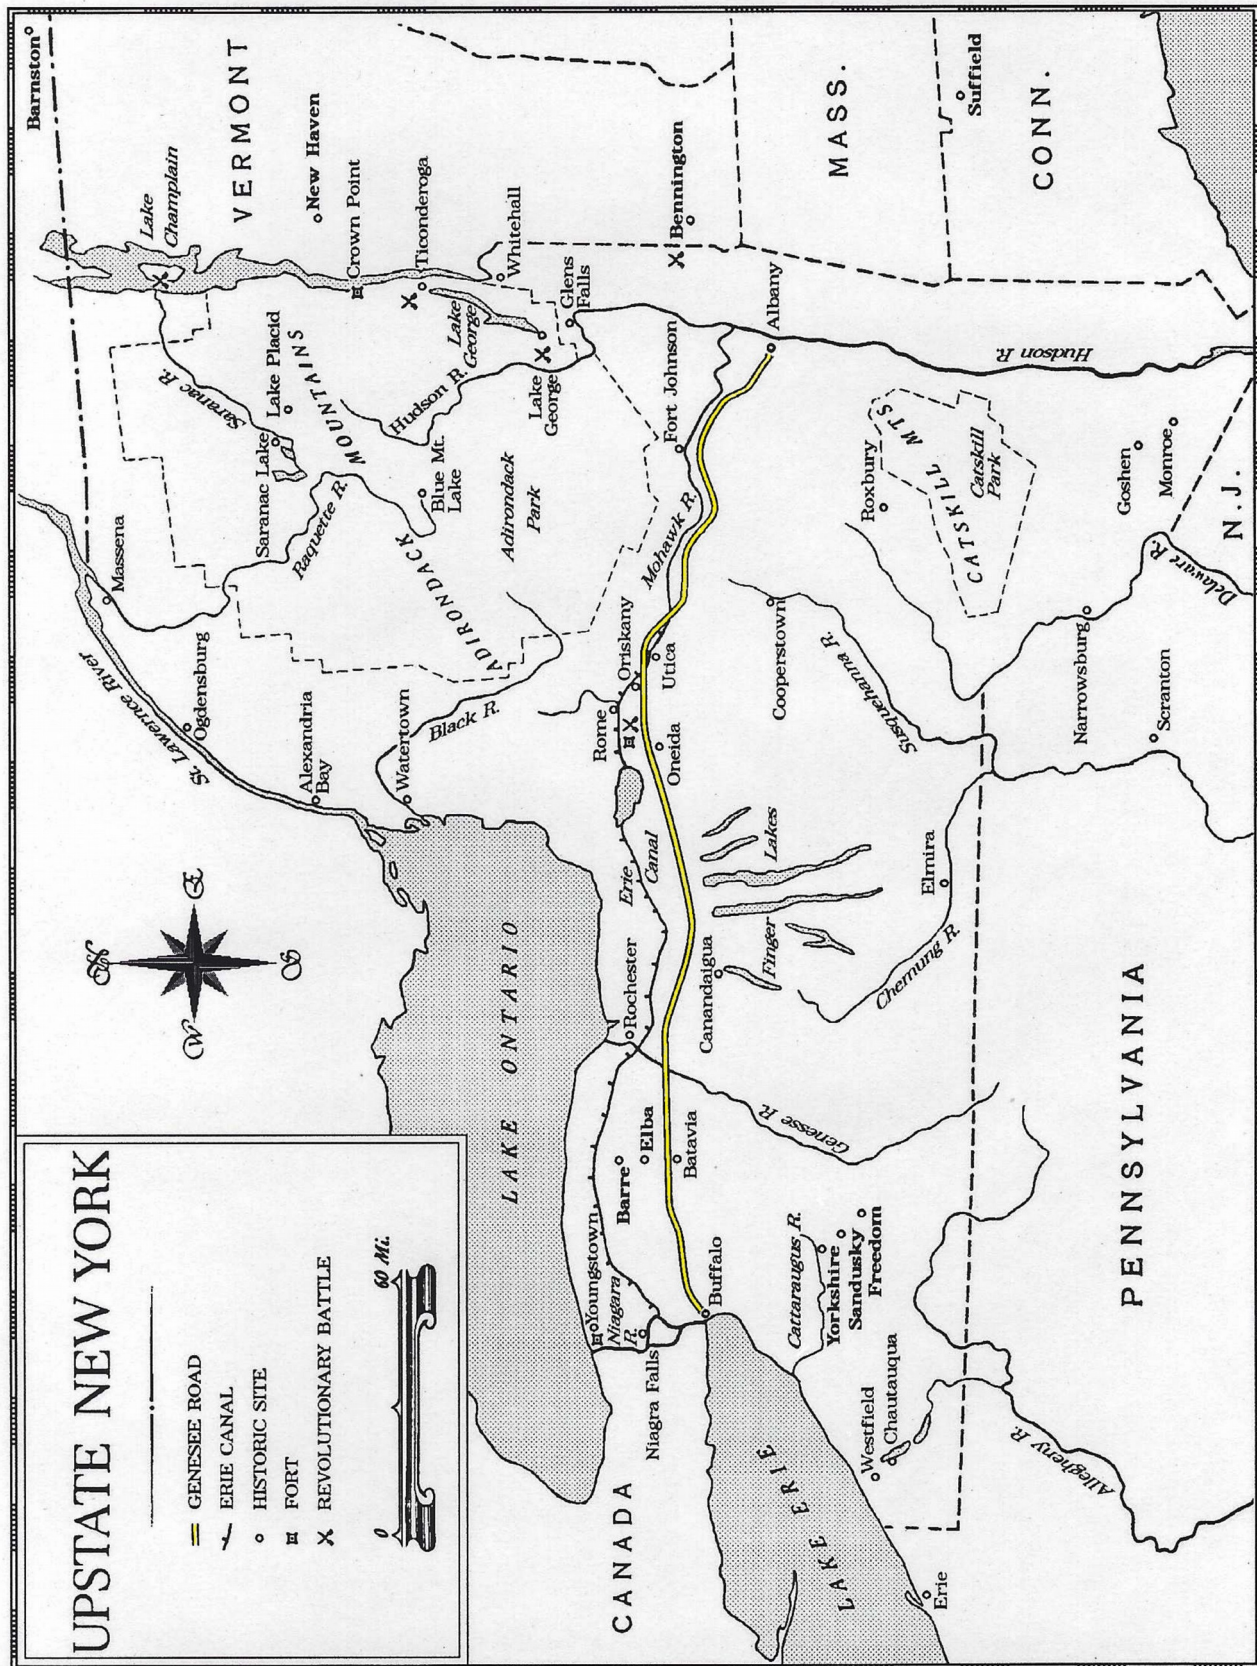 UPSTATE NEW YORK
GENESEE ROAD
ERIE CANAL
HISTORIC SITE
FORT
REVOLUTIONARY BATTLE
0
60 Mi.
N
W
E
S
Barnston
Lake
Champlain
VERMONT
New Haven
Crown Point
Ticonderoga
Whitehall
Bennington
MASS.
CONN.
Suffield
Massena
St. Lawernce River
Ogdensburg
Alexandria
Bay
Watertown
Black R.
Saranac R.
Lake Placid
Saranac Lake
Raquette R.
ADIRONDACK
MOUNTAINS
Blue Mt.
Lake
Adirondack
Park
Hudson R.
Lake
George
Lake
George
Glens
Falls
Fort Johnson
Albany
Mohawk R.
Oriskany
Utica
Rome
Oneida
Erie
Canal
LAKE ONTARIO
Rochester
Canandaigua
Finger
Lakes
Barre
Elba
Batavia
Genesse R.
Youngstown
Niagara
R.
Niagra Falls
Buffalo
CANADA
LAKE ERIE
Cattaraugus R.
Yorkshire
Sandusky
Freedom
Westfield
Chautauqua
Erie
Allegheny R.
PENNSYLVANIA
Chemung R.
Elmira
Cooperstown
Susquehanna R.
Roxbury
CATSKILL MTS
Catskill
Park
Hudson R.
Goshen
Monroe
Narrowsburg
Scranton
Delaware R.
N.J.